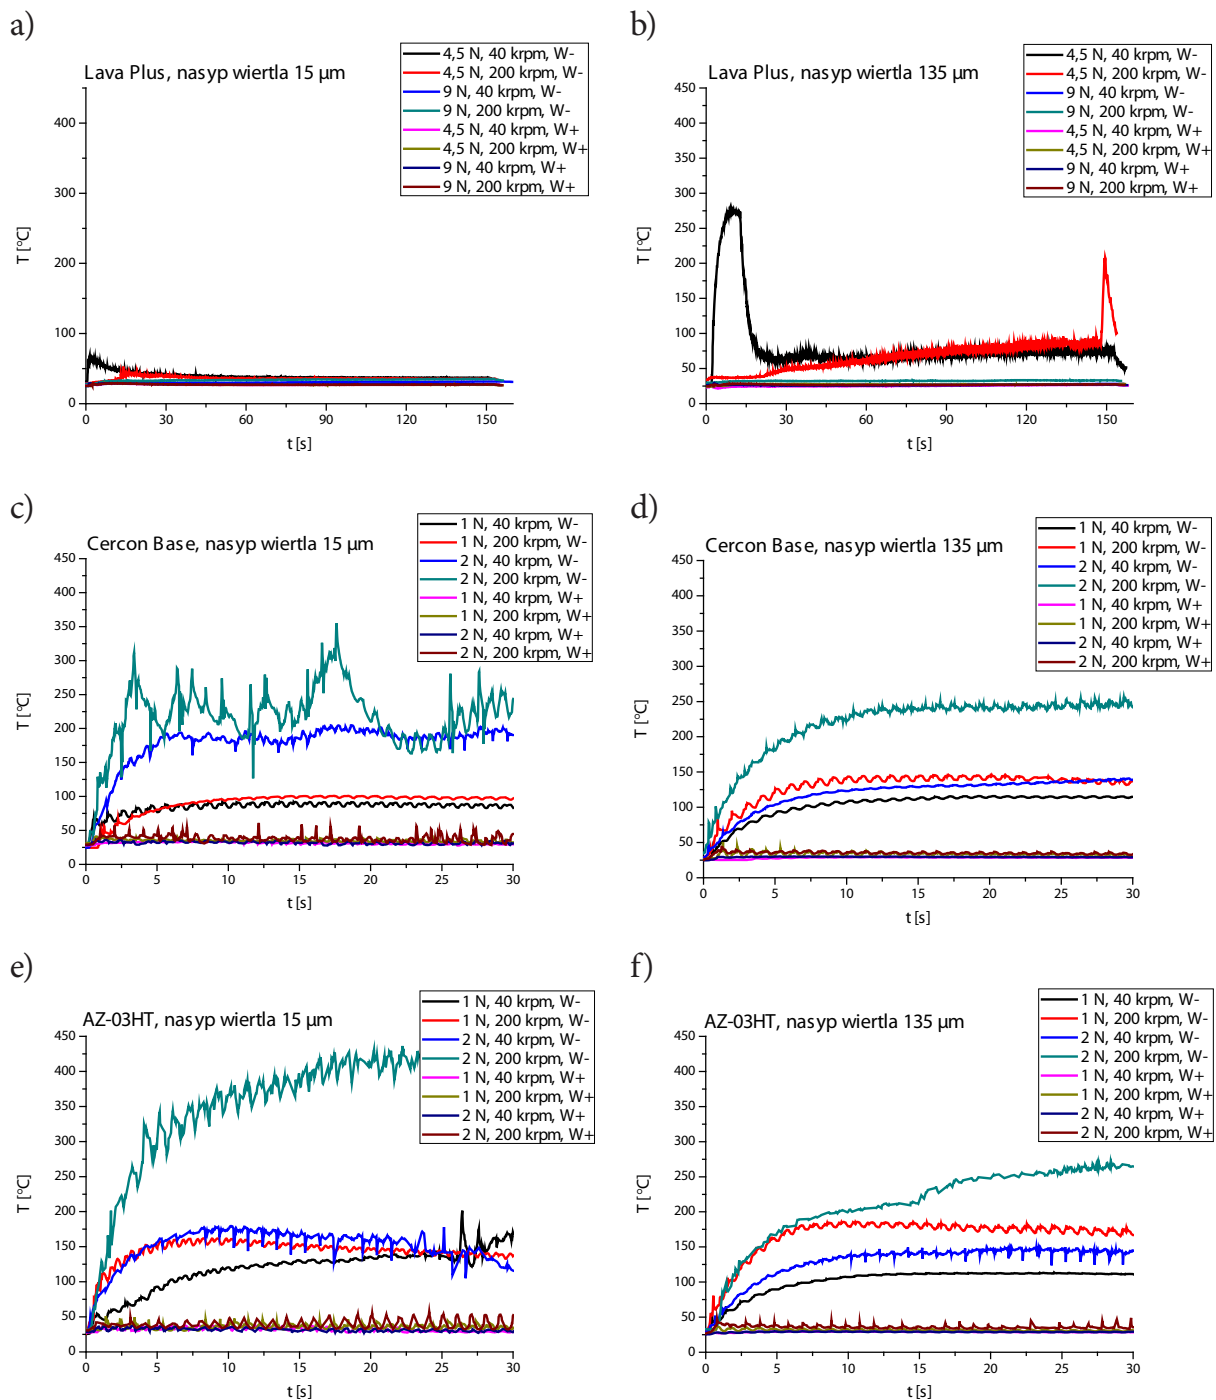 a)
Lava Plus, nasyp wiertla 15 µm
4,5 N, 40 krpm, W-
4,5 N, 200 krpm, W-
9 N, 40 krpm, W-
9 N, 200 krpm, W-
4,5 N, 40 krpm, W+
4,5 N, 200 krpm, W+
9 N, 40 krpm, W+
9 N, 200 krpm, W+
450
400
350
300
250
200
150
100
50
0
T [°C]
0 30 60 90 120 150
t [s]
b)
Lava Plus, nasyp wiertla 135 µm
4,5 N, 40 krpm, W-
4,5 N, 200 krpm, W-
9 N, 40 krpm, W-
9 N, 200 krpm, W-
4,5 N, 40 krpm, W+
4,5 N, 200 krpm, W+
9 N, 40 krpm, W+
9 N, 200 krpm, W+
450
400
350
300
250
200
150
100
50
0
T [°C]
0 30 60 90 120 150
t [s]
c)
Cercon Base, nasyp wiertla 15 µm
1 N, 40 krpm, W-
1 N, 200 krpm, W-
2 N, 40 krpm, W-
2 N, 200 krpm, W-
1 N, 40 krpm, W+
1 N, 200 krpm, W+
2 N, 40 krpm, W+
2 N, 200 krpm, W+
450
400
350
300
250
200
150
100
50
0
T [°C]
0 5 10 15 20 25 30
t [s]
d)
Cercon Base, nasyp wiertla 135 µm
1 N, 40 krpm, W-
1 N, 200 krpm, W-
2 N, 40 krpm, W-
2 N, 200 krpm, W-
1 N, 40 krpm, W+
1 N, 200 krpm, W+
2 N, 40 krpm, W+
2 N, 200 krpm, W+
450
400
350
300
250
200
150
100
50
0
T [°C]
0 5 10 15 20 25 30
t [s]
e)
AZ-03HT, nasyp wiertla 15 µm
1 N, 40 krpm, W-
1 N, 200 krpm, W-
2 N, 40 krpm, W-
2 N, 200 krpm, W-
1 N, 40 krpm, W+
1 N, 200 krpm, W+
2 N, 40 krpm, W+
2 N, 200 krpm, W+
450
400
350
300
250
200
150
100
50
0
T [°C]
0 5 10 15 20 25 30
t [s]
f)
AZ-03HT, nasyp wiertla 135 µm
1 N, 40 krpm, W-
1 N, 200 krpm, W-
2 N, 40 krpm, W-
2 N, 200 krpm, W-
1 N, 40 krpm, W+
1 N, 200 krpm, W+
2 N, 40 krpm, W+
2 N, 200 krpm, W+
450
400
350
300
250
200
150
100
50
0
T [°C]
0 5 10 15 20 25 30
t [s]